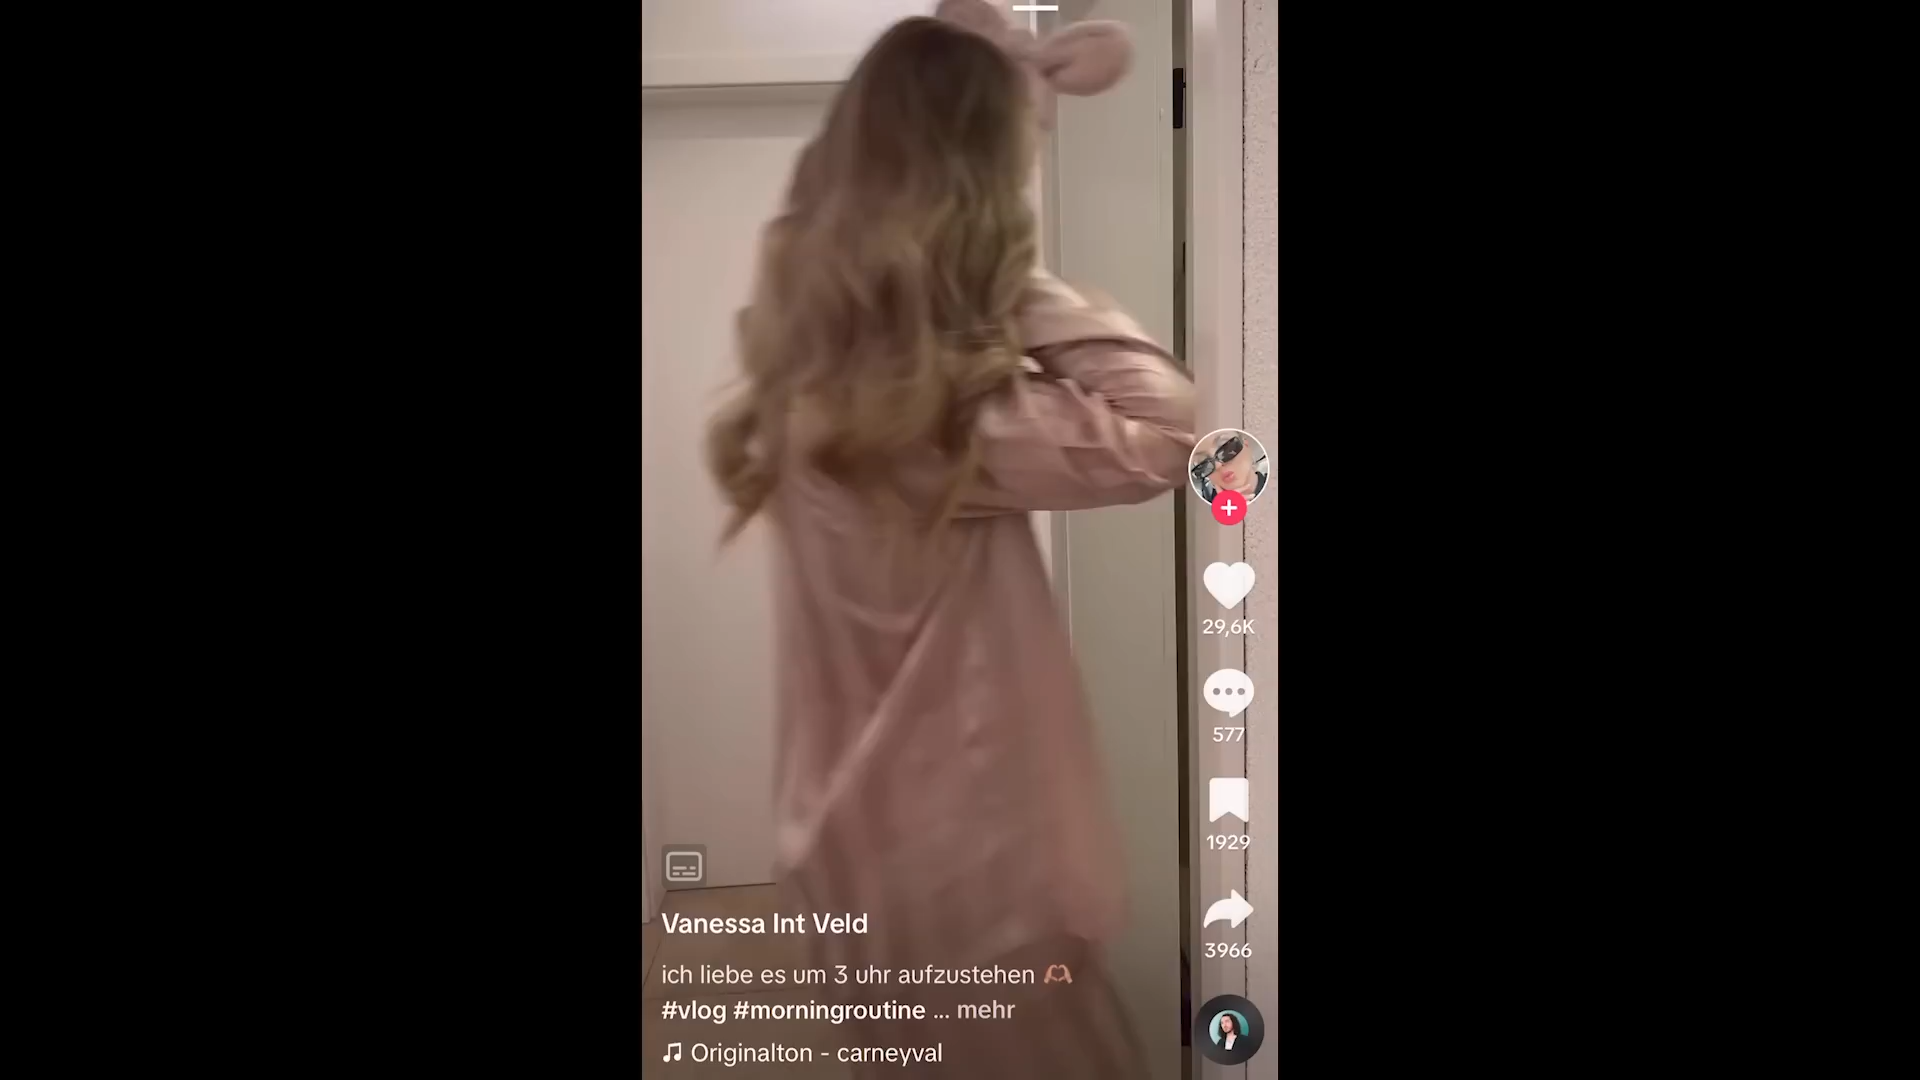 29,6K
577
1929
3966
Vanessa Int Veld
ich liebe es um 3 uhr aufzustehen 🫶🏼
#vlog #morningroutine ... mehr
Originalton - carneyval